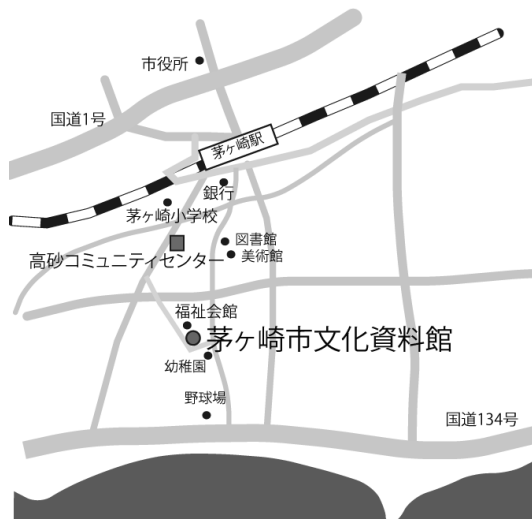 市役所
国道1号
茅ヶ崎駅
銀行
茅ヶ崎小学校
図書館
高砂コミュニティセンター
美術館
福祉会館
茅ヶ崎市文化資料館
幼稚園
野球場
国道134号